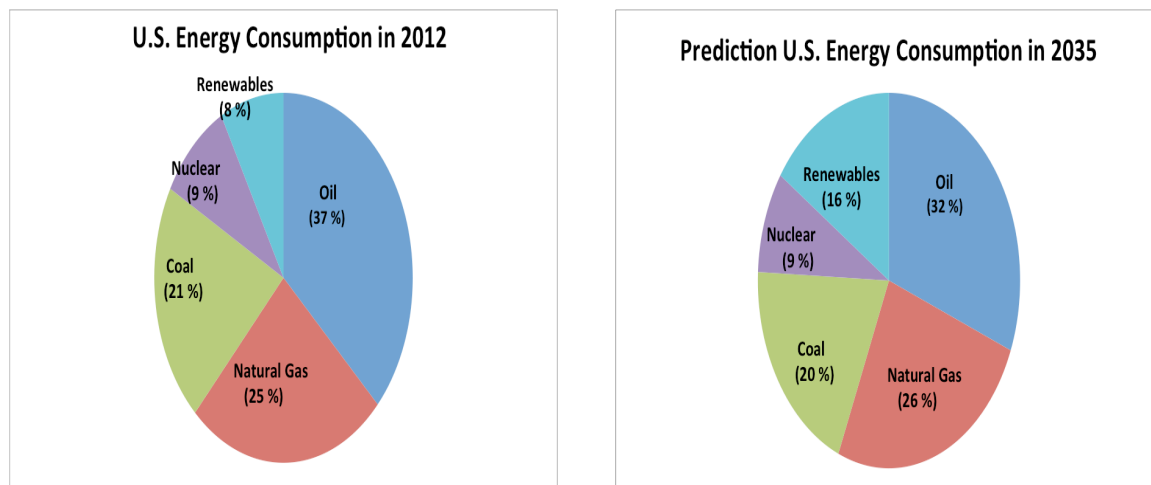 U.S. Energy Consumption in 2012
Renewables
(8 %)
Nuclear
(9 %)
Oil
(37 %)
Coal
(21 %)
Natural Gas
(25 %)
Prediction U.S. Energy Consumption in 2035
Renewables
(16 %)
Oil
(32 %)
Nuclear
(9 %)
Coal
(20 %)
Natural Gas
(26 %)